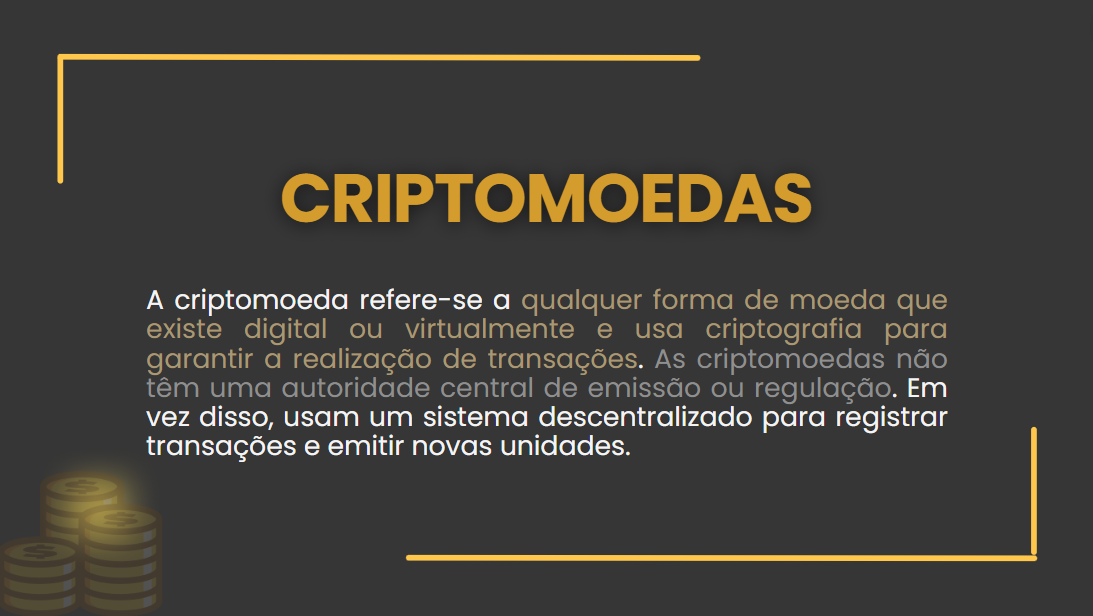 CRIPTOMOEDAS
A criptomoeda refere-se a qualquer forma de moeda que
existe digital ou virtualmente e usa criptografia para
garantir a realização de transações. As criptomoedas não
têm uma autoridade central de emissão ou regulação. Em
vez disso, usam um sistema descentralizado para registrar
transações e emitir novas unidades.